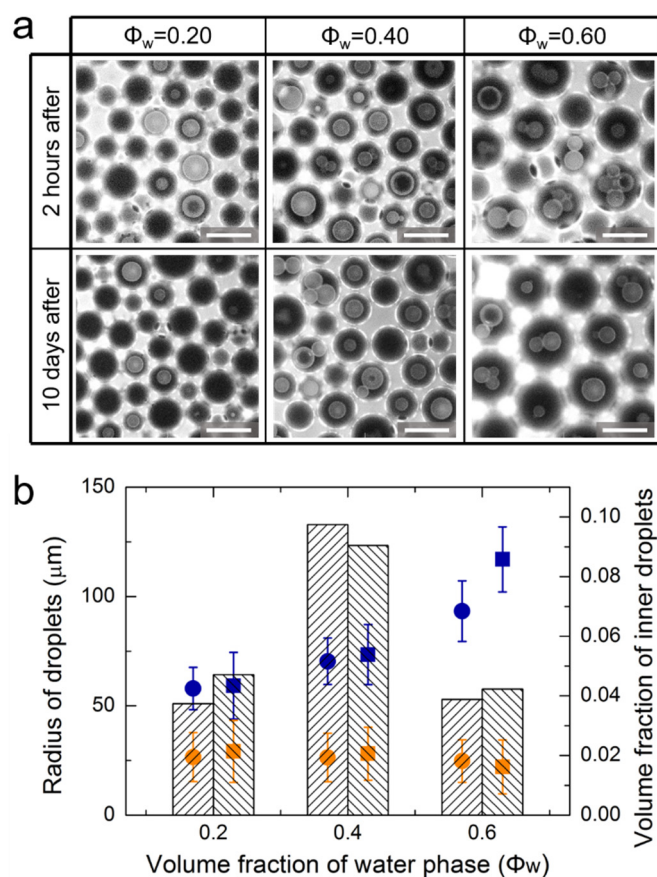 a
Φw=0.20 Φw=0.40 Φw=0.60
2 hours after
10 days after
b
150
100
50
0
Radius of droplets (μm)
0.10
0.08
0.06
0.04
0.02
0.00
Volume fraction of inner droplets
0.2 0.4 0.6
Volume fraction of water phase (Φw)